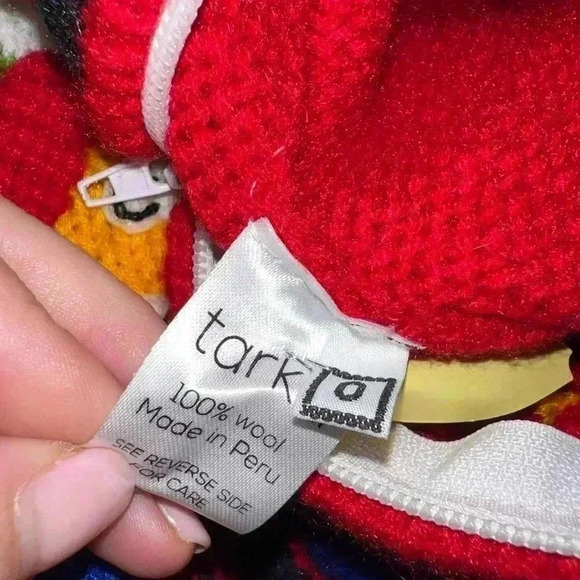 tark
100% wool
Made in Peru
SEE REVERSE SIDE
FOR CARE